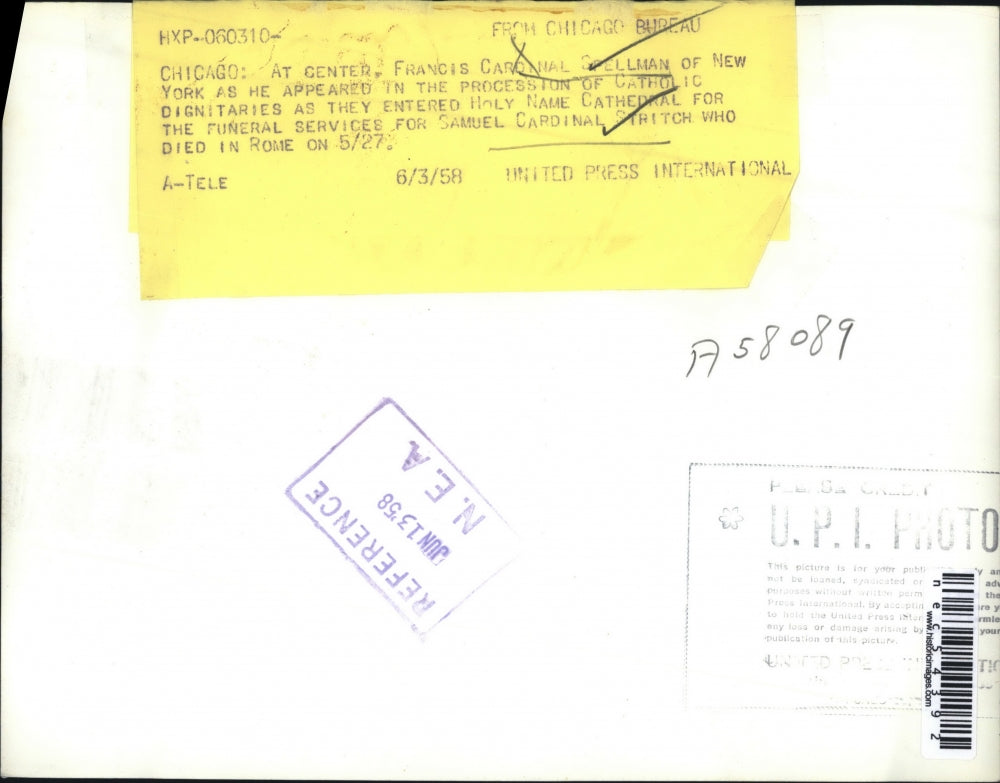 HXP-060310- FROM CHICAGO BUREAU
CHICAGO: AT CENTER, FRANCIS CARDINAL SPELLMAN OF NEW
YORK AS HE APPEARED IN THE PROCESSION OF CATHOLIC
DIGNITARIES AS THEY ENTERED HOLY NAME CATHEDRAL FOR
THE FUNERAL SERVICES FOR SAMUEL CARDINAL STRITCH WHO
DIED IN ROME ON 5/27.
A-TELE 6/3/58 UNITED PRESS INTERNATIONAL
A58089
REFERENCE
JUN 13 '58
N.E.A.
PLEASE CREDIT
U.P.I. PHOTO
This picture is for your
not be loaned, syndicated or
purposes without written
Press International. By
to hold the United Press
any loss or damage arising by
publication of this picture.
UNITED
nec54392
www.historicimages.com